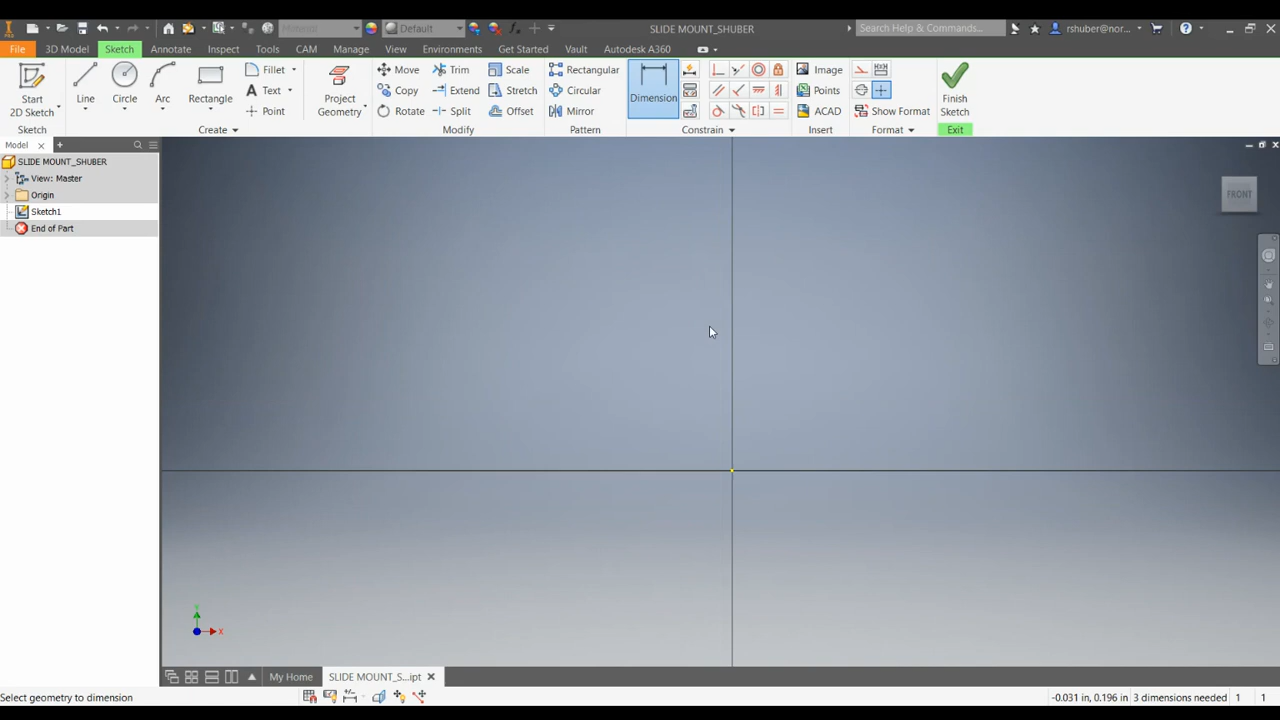 SLIDE MOUNT_SHUBER
Material
Default
Search Help & Commands...
rshuber@nor...
File
3D Model
Sketch
Annotate
Inspect
Tools
CAM
Manage
View
Environments
Get Started
Vault
Autodesk A360
Start
2D Sketch
Line
Circle
Arc
Rectangle
Fillet
Text
Point
Project
Geometry
Move
Copy
Rotate
Trim
Extend
Split
Scale
Stretch
Offset
Rectangular
Circular
Mirror
Dimension
Image
Points
ACAD
Show Format
Finish
Sketch
Sketch
Create
Modify
Pattern
Constrain
Insert
Format
Exit
Model
SLIDE MOUNT_SHUBER
View: Master
Origin
Sketch1
End of Part
FRONT
Y
X
My Home
SLIDE MOUNT_S...ipt
Select geometry to dimension
-0.031 in, 0.196 in
3 dimensions needed
1
1